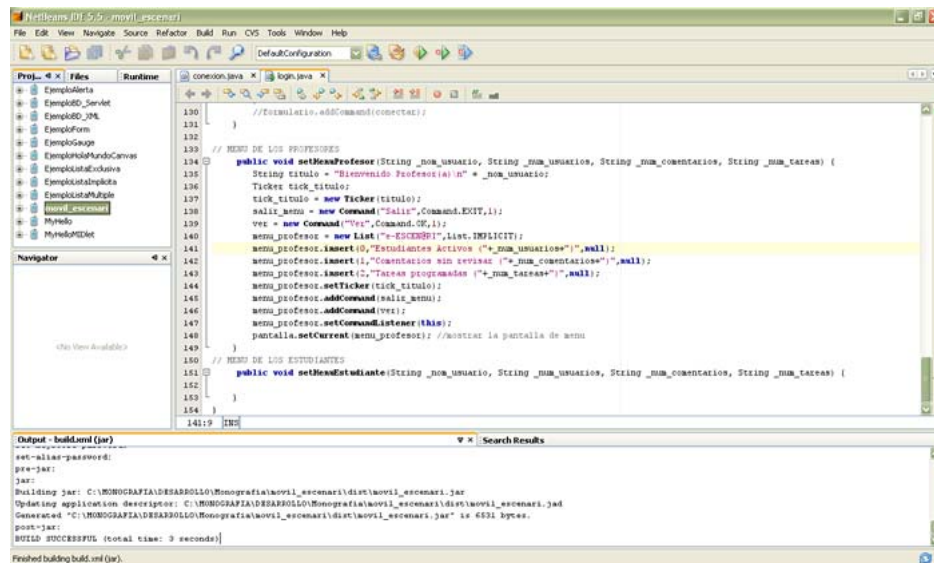 NetBeans IDE 5.5 - movil_escenari
File Edit View Navigate Source Refactor Build Run CVS Tools Window Help
DefaultConfiguration
Proj... Files Runtime
EjemploAlerta
EjemploBD_Servlet
EjemploBD_XML
EjemploForm
EjemploGauge
EjemploHolaMundoCanvas
EjemploListaExclusiva
EjemploListaImplicita
EjemploListaMultiple
movil_escenari
MyHello
MyHelloMIDlet
Navigator
<No View Available>
conexion.java login.java
130 //formulario.addCommand(conectar);
131 }
132
133 // MENU DE LOS PROFESORES
134 public void setMenuProfesor(String _nom_usuario, String _num_usuarios, String _num_comentarios, String _num_tareas) {
135 String titulo = "Bienvenido Profesor(a)\n" + _nom_usuario;
136 Ticker tick_titulo;
137 tick_titulo = new Ticker(titulo);
138 salir_menu = new Command("Salir",Command.EXIT,1);
139 ver = new Command("Ver",Command.OK,1);
140 menu_profesor = new List("e-ESCEN@RI",List.IMPLICIT);
141 menu_profesor.insert(0,"Estudiantes Activos ("+_num_usuarios+")",null);
142 menu_profesor.insert(1,"Comentarios sin revisar ("+_num_comentarios+")",null);
143 menu_profesor.insert(2,"Tareas programadas ("+_num_tareas+")",null);
144 menu_profesor.setTicker(tick_titulo);
145 menu_profesor.addCommand(salir_menu);
146 menu_profesor.addCommand(ver);
147 menu_profesor.setCommandListener(this);
148 pantalla.setCurrent(menu_profesor); //mostrar la pantalla de menu
149 }
150 // MENU DE LOS ESTUDIANTES
151 public void setMenuEstudiante(String _nom_usuario, String _num_usuarios, String _num_comentarios, String _num_tareas) {
152
153 }
154 }
141:9 INS
Output - build.xml (jar) Search Results
set-alias-password:
pre-jar:
jar:
Building jar: C:\MONOGRAFIA\DESARROLLO\Monografia\movil_escenari\dist\movil_escenari.jar
Updating application descriptor: C:\MONOGRAFIA\DESARROLLO\Monografia\movil_escenari\dist\movil_escenari.jad
Generated "C:\MONOGRAFIA\DESARROLLO\Monografia\movil_escenari\dist\movil_escenari.jar" is 6531 bytes.
post-jar:
BUILD SUCCESSFUL (total time: 3 seconds)
Finished building build.xml (jar).